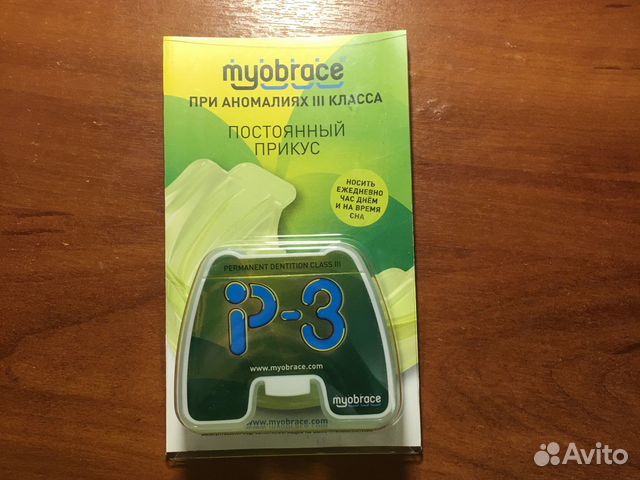 myobrace
ПРИ АНОМАЛИЯХ III КЛАССА
ПОСТОЯННЫЙ
ПРИКУС
НОСИТЬ
ЕЖЕДНЕВНО
ЧАС ДНЁМ
И НА ВРЕМЯ
СНА
PERMANENT DENTITION CLASS III
P-3
www.myobrace.com
myobrace
www.myobrace.com
Avito